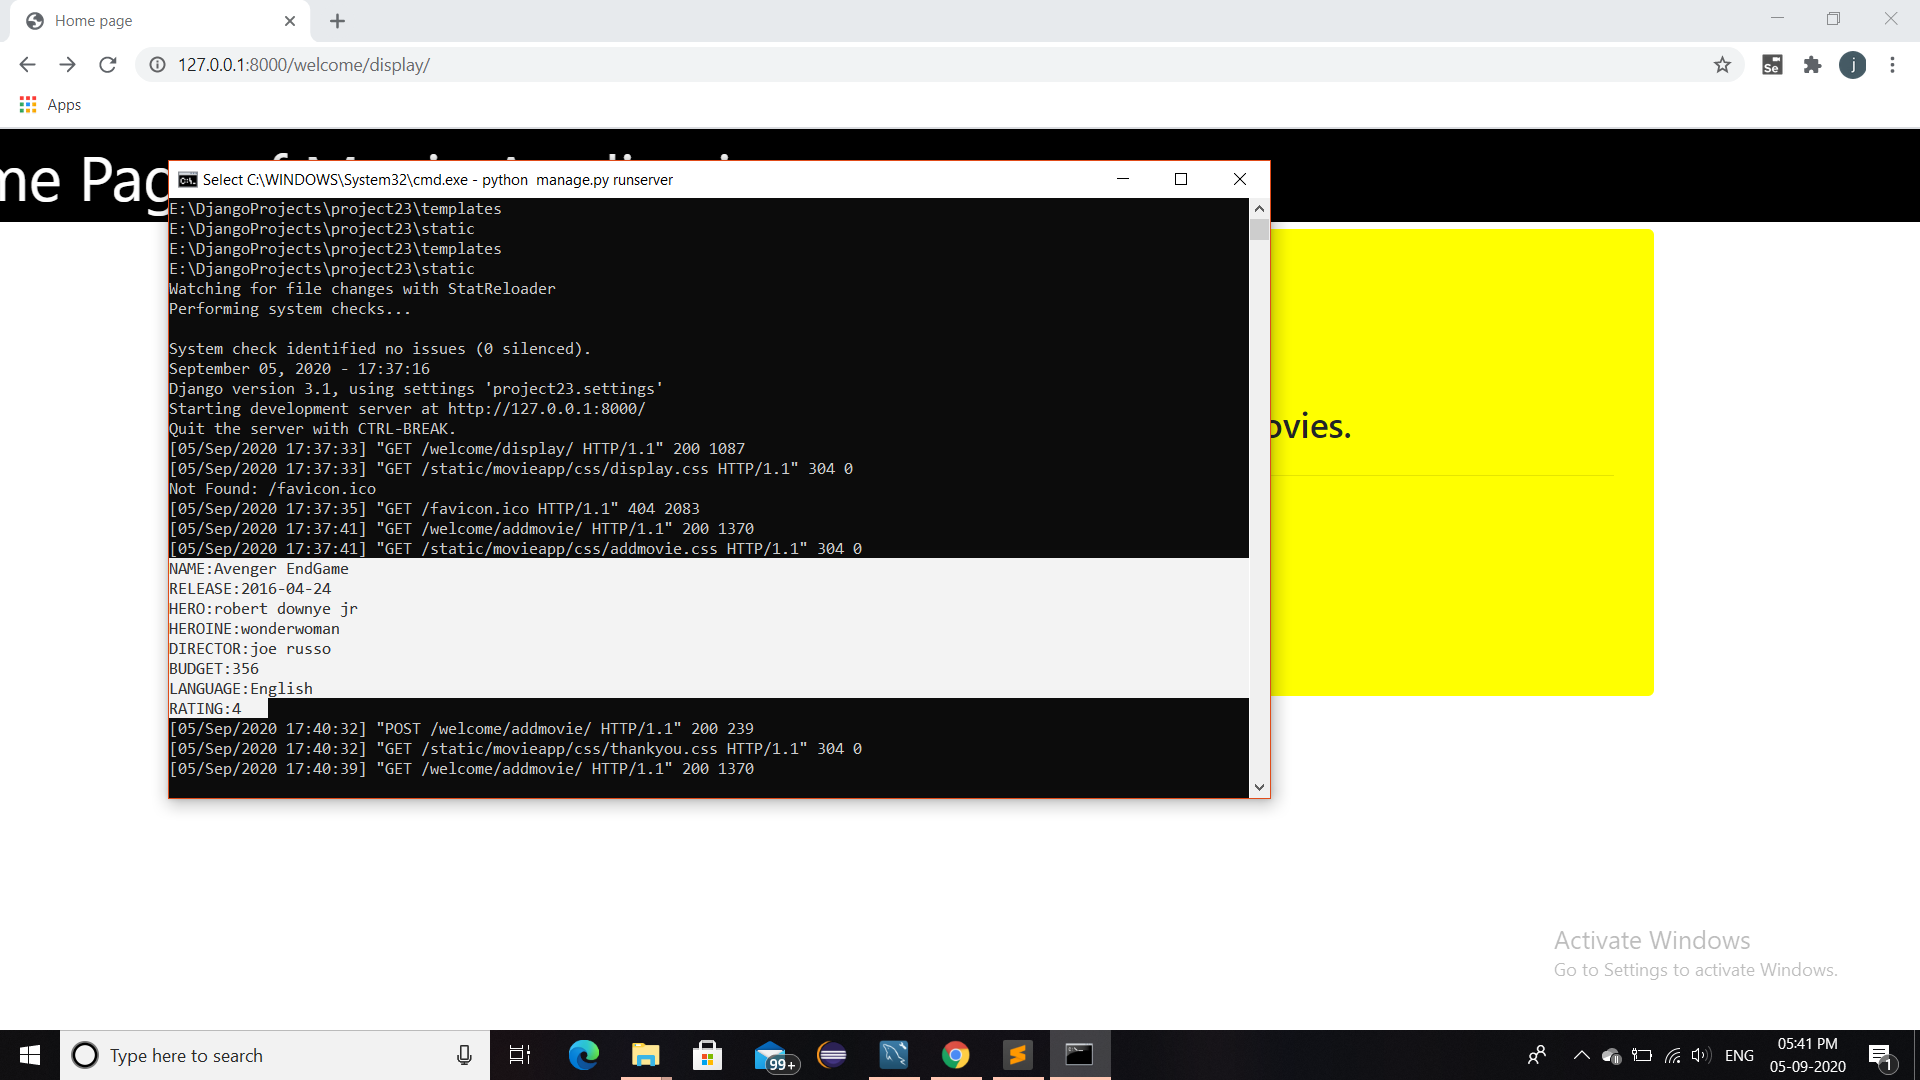 Home page
127.0.0.1:8000/welcome/display/
Se
j
Apps
me Pag
Select C:\WINDOWS\System32\cmd.exe - python  manage.py runserver
E:\DjangoProjects\project23\templates
E:\DjangoProjects\project23\static
E:\DjangoProjects\project23\templates
E:\DjangoProjects\project23\static
Watching for file changes with StatReloader
Performing system checks...
System check identified no issues (0 silenced).
September 05, 2020 - 17:37:16
Django version 3.1, using settings 'project23.settings'
Starting development server at http://127.0.0.1:8000/
Quit the server with CTRL-BREAK.
[05/Sep/2020 17:37:33] "GET /welcome/display/ HTTP/1.1" 200 1087
[05/Sep/2020 17:37:33] "GET /static/movieapp/css/display.css HTTP/1.1" 304 0
Not Found: /favicon.ico
[05/Sep/2020 17:37:35] "GET /favicon.ico HTTP/1.1" 404 2083
[05/Sep/2020 17:37:41] "GET /welcome/addmovie/ HTTP/1.1" 200 1370
[05/Sep/2020 17:37:41] "GET /static/movieapp/css/addmovie.css HTTP/1.1" 304 0
NAME:Avenger EndGame
RELEASE:2016-04-24
HERO:robert downye jr
HEROINE:wonderwoman
DIRECTOR:joe russo
BUDGET:356
LANGUAGE:English
RATING:4
[05/Sep/2020 17:40:32] "POST /welcome/addmovie/ HTTP/1.1" 200 239
[05/Sep/2020 17:40:32] "GET /static/movieapp/css/thankyou.css HTTP/1.1" 304 0
[05/Sep/2020 17:40:39] "GET /welcome/addmovie/ HTTP/1.1" 200 1370
ovies.
Activate Windows
Go to Settings to activate Windows.
Type here to search
99+
ENG
05:41 PM
05-09-2020
1